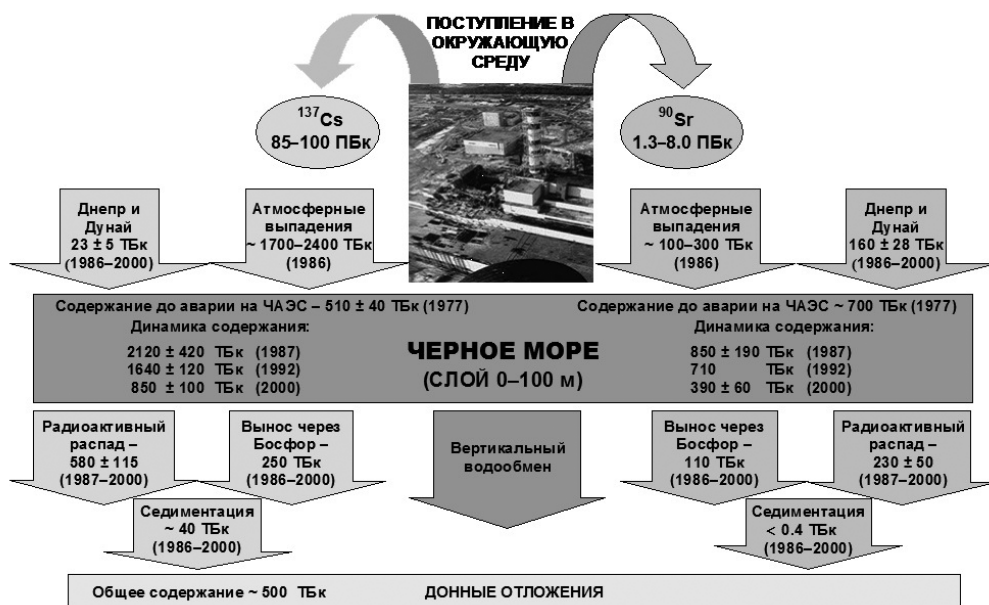 ПОСТУПЛЕНИЕ В
ОКРУЖАЮЩУЮ
СРЕДУ
137Cs
85–100 ПБк
90Sr
1.3–8.0 ПБк
Днепр и
Дунай
23 ± 5 ТБк
(1986–2000)
Атмосферные
выпадения
~ 1700–2400 ТБк
(1986)
Атмосферные
выпадения
~ 100–300 ТБк
(1986)
Днепр и
Дунай
160 ± 28 ТБк
(1986–2000)
Содержание до аварии на ЧАЭС – 510 ± 40 ТБк (1977)
Динамика содержания:
2120 ± 420 ТБк (1987)
1640 ± 120 ТБк (1992)
850 ± 100 ТБк (2000)
ЧЕРНОЕ МОРЕ
(СЛОЙ 0–100 м)
Содержание до аварии на ЧАЭС ~ 700 ТБк (1977)
Динамика содержания:
850 ± 190 ТБк (1987)
710 ТБк (1992)
390 ± 60 ТБк (2000)
Радиоактивный
распад –
580 ± 115
(1987–2000)
Вынос через
Босфор –
250 ТБк
(1986–2000)
Вертикальный
водообмен
Вынос через
Босфор –
110 ТБк
(1986–2000)
Радиоактивный
распад –
230 ± 50
(1987–2000)
Седиментация
~ 40 ТБк
(1986–2000)
Седиментация
< 0.4 ТБк
(1986–2000)
Общее содержание ~ 500 ТБк ДОННЫЕ ОТЛОЖЕНИЯ